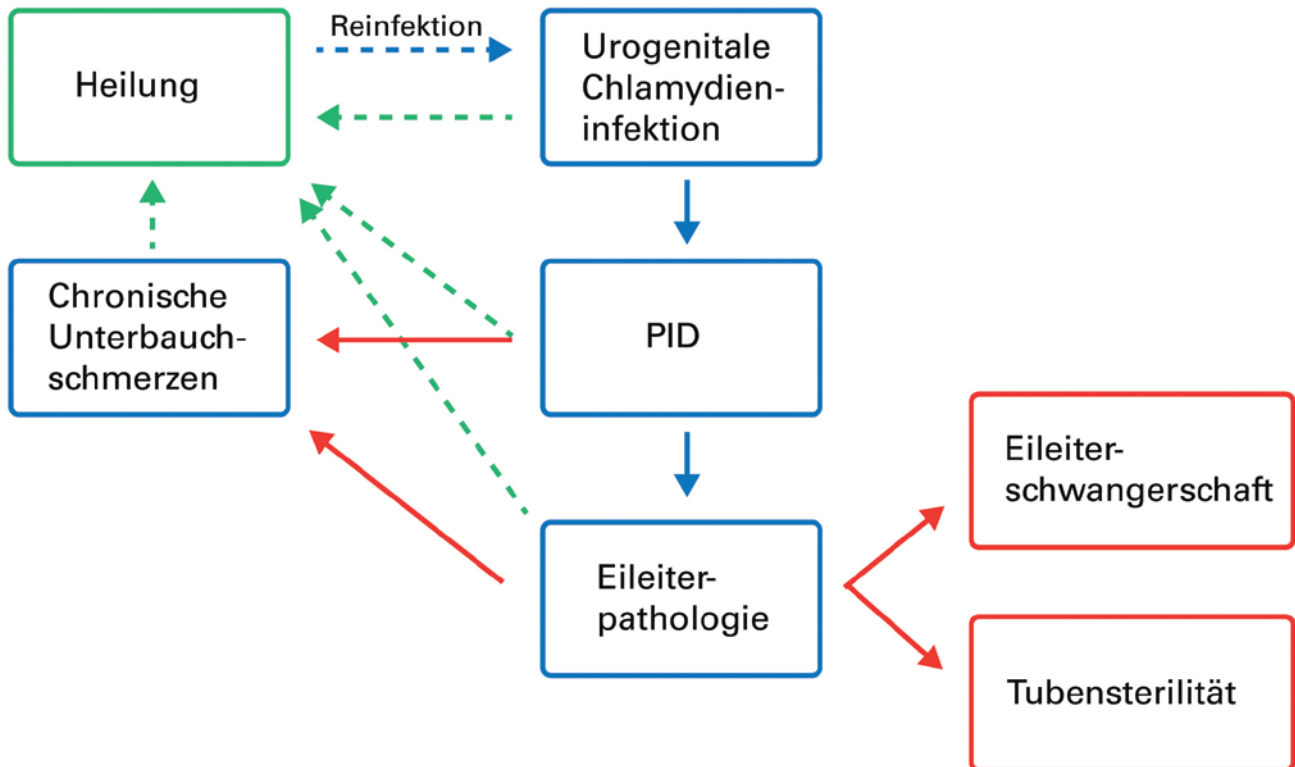 Heilung
Reinfektion
Urogenitale
Chlamydien-
infektion
Chronische
Unterbauch-
schmerzen
PID
Eileiter-
pathologie
Eileiter-
schwangerschaft
Tubensterilität